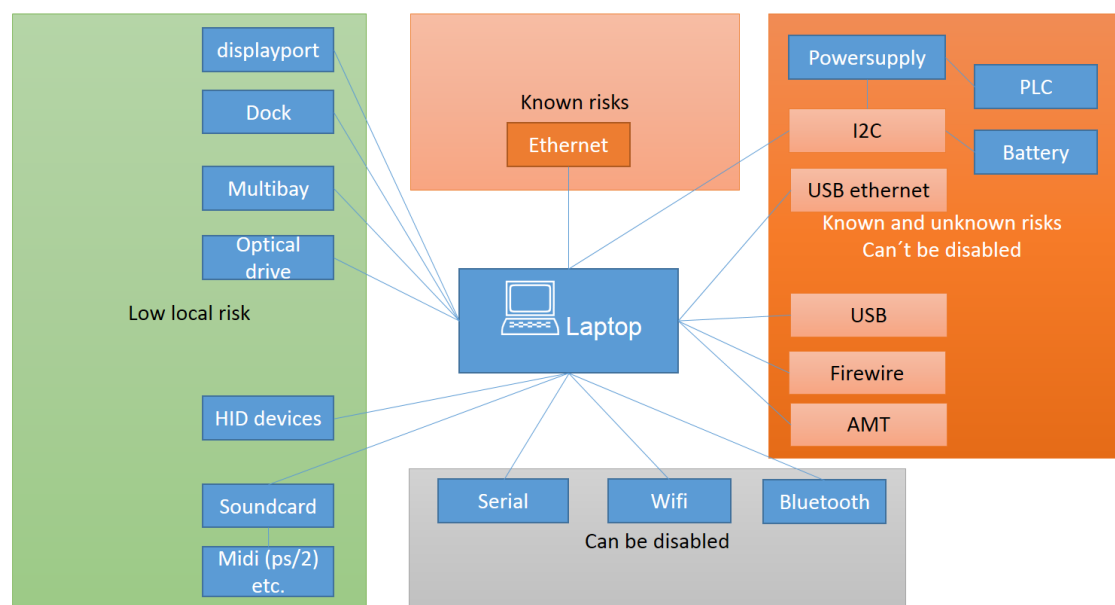 displayport
Dock
Multibay
Optical
drive
Low local risk
HID devices
Soundcard
Midi (ps/2)
etc.
Known risks
Ethernet
Laptop
Serial
Wifi
Bluetooth
Can be disabled
Powersupply
PLC
I2C
Battery
USB ethernet
Known and unknown risks
Can´t be disabled
USB
Firewire
AMT